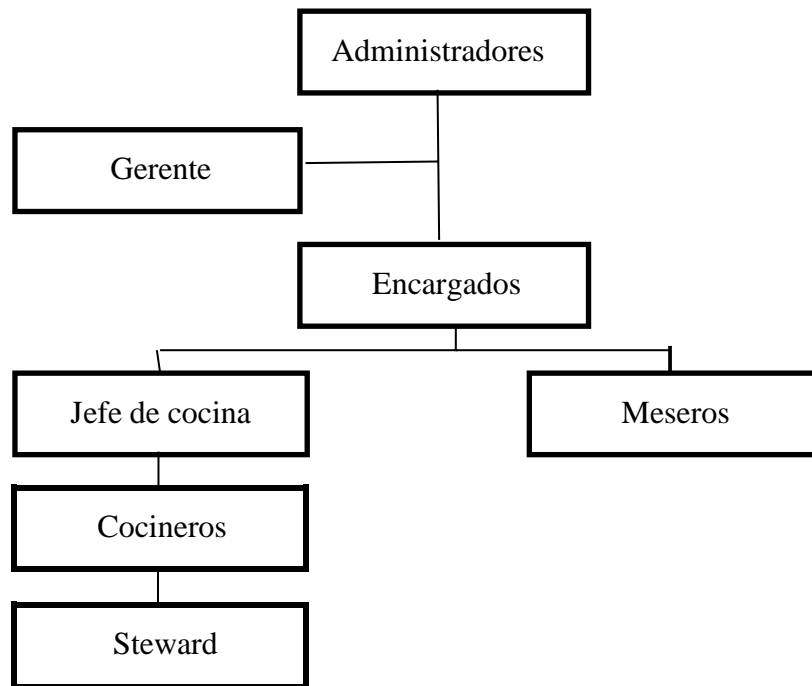 Administradores
Gerente
Encargados
Jefe de cocina
Meseros
Cocineros
Steward